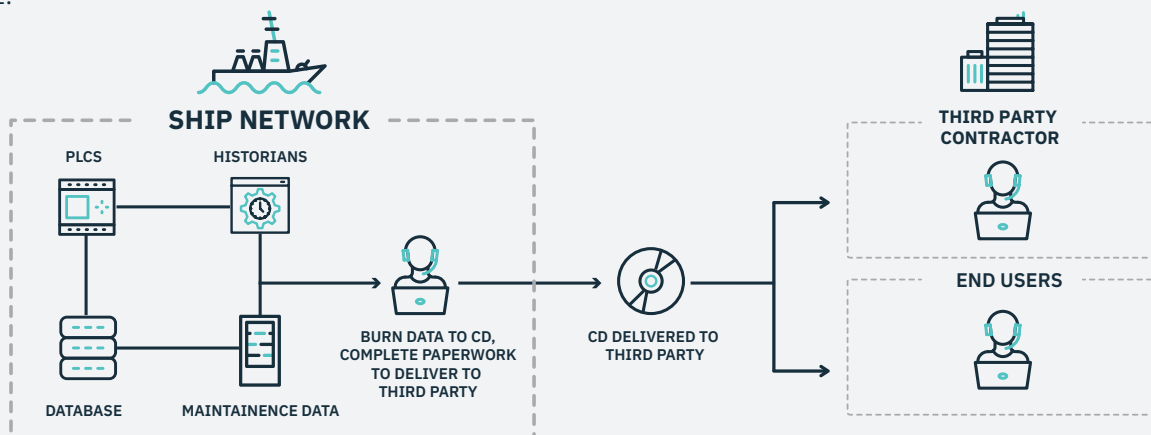 SHIP NETWORK
PLCS
HISTORIANS
DATABASE
MAINTAINENCE DATA
BURN DATA TO CD,
COMPLETE PAPERWORK
TO DELIVER TO
THIRD PARTY
CD DELIVERED TO
THIRD PARTY
THIRD PARTY
CONTRACTOR
END USERS